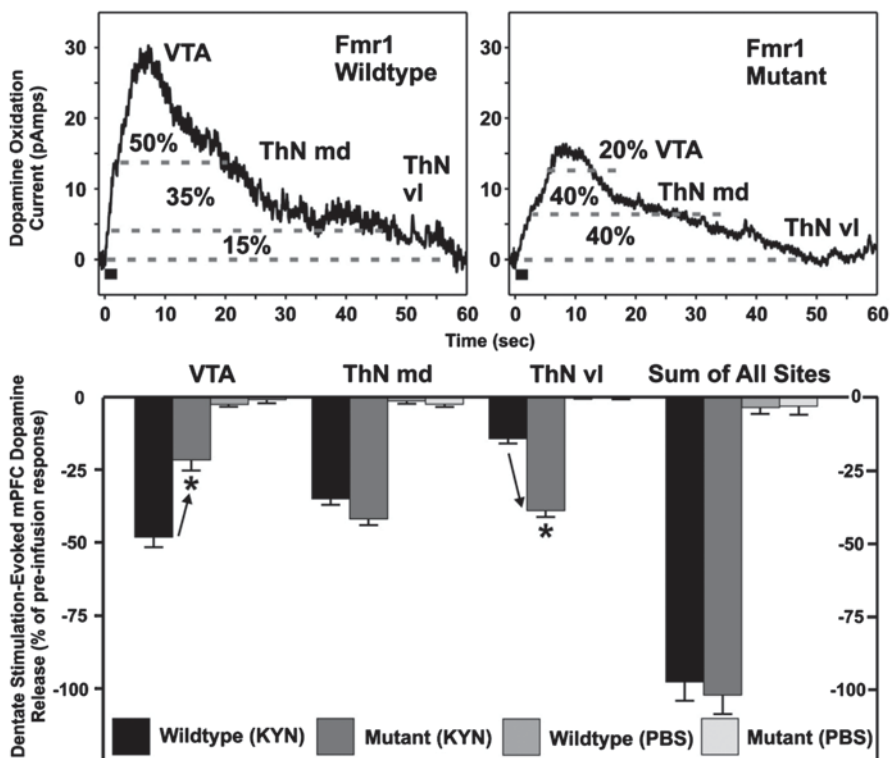 Dopamine Oxidation
Current (pAmps)
30
20
10
0
VTA
Fmr1
Wildtype
50%
ThN md
ThN
vl
35%
15%
0 10 20 30 40 50 60
30
20
10
0
Fmr1
Mutant
20% VTA
ThN md
40%
ThN vl
40%
0 10 20 30 40 50 60
Time (sec)
Dentate Stimulation-Evoked mPFC Dopamine
Release (% of pre-infusion response)
VTA ThN md ThN vl Sum of All Sites
0
-25
-50
-75
-100
*
*
0
-25
-50
-75
-100
Wildtype (KYN) Mutant (KYN) Wildtype (PBS) Mutant (PBS)